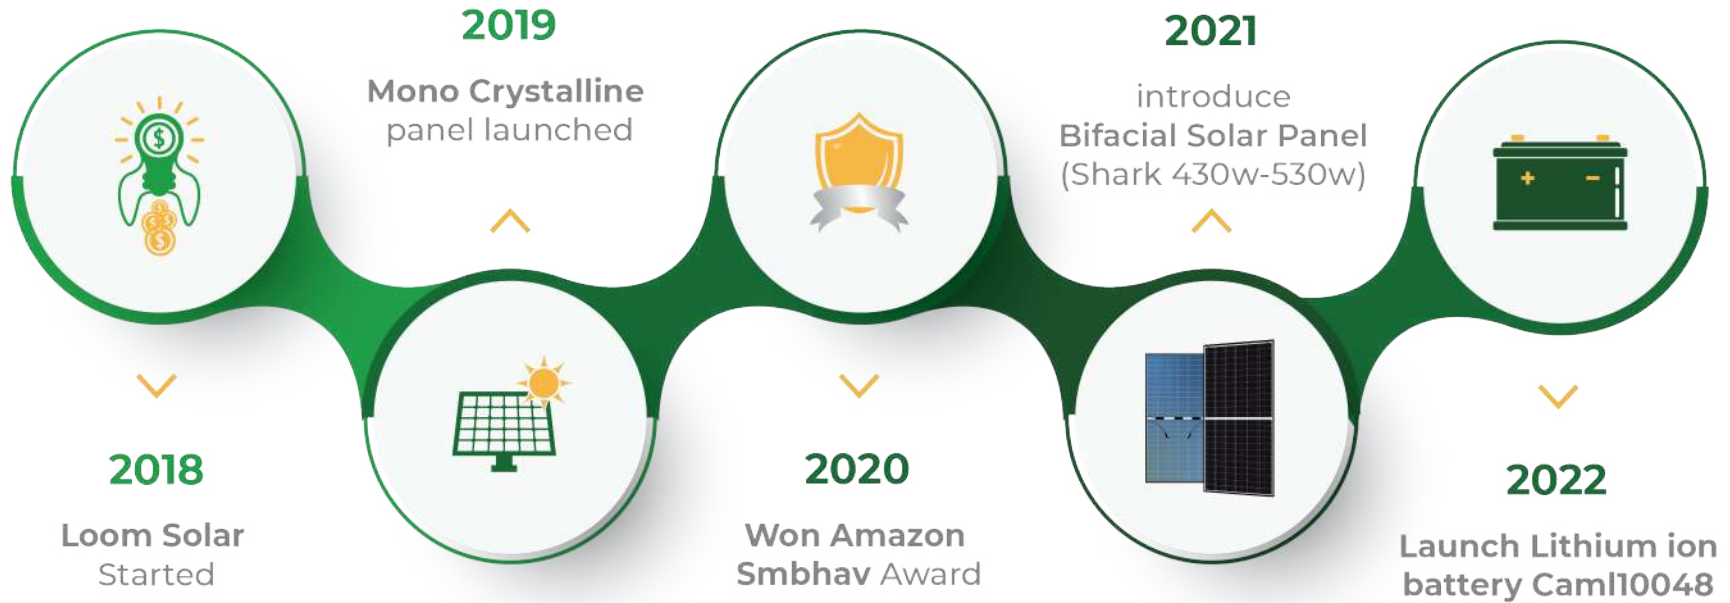 2018
Loom Solar
Started
2019
Mono Crystalline
panel launched
2020
Won Amazon
Smbhav Award
2021
introduce
Bifacial Solar Panel
(Shark 430w-530w)
2022
Launch Lithium ion
battery Caml10048